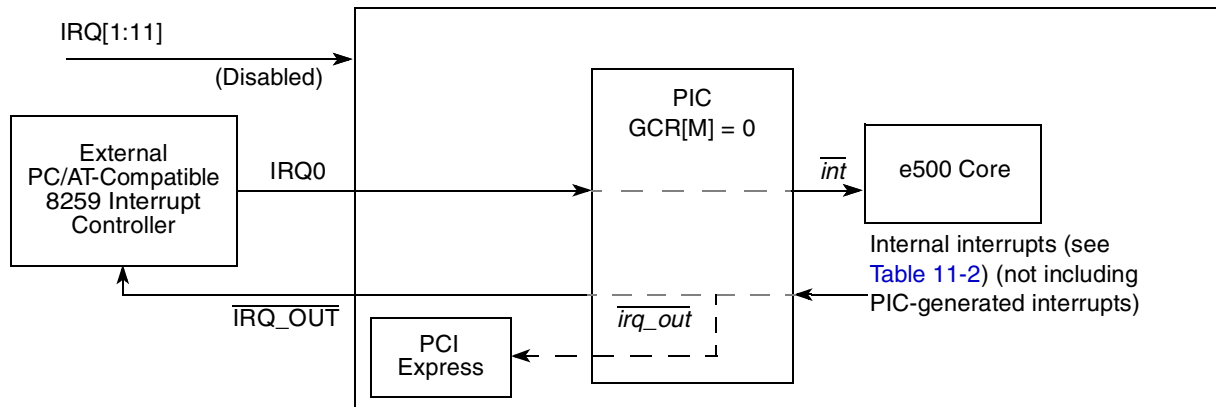 IRQ[1:11]
(Disabled)
External
PC/AT-Compatible
8259 Interrupt
Controller
IRQ0
IRQ_OUT
PCI
Express
PIC
GCR[M] = 0
irq_out
int
e500 Core
Internal interrupts (see
Table 11-2) (not including
PIC-generated interrupts)